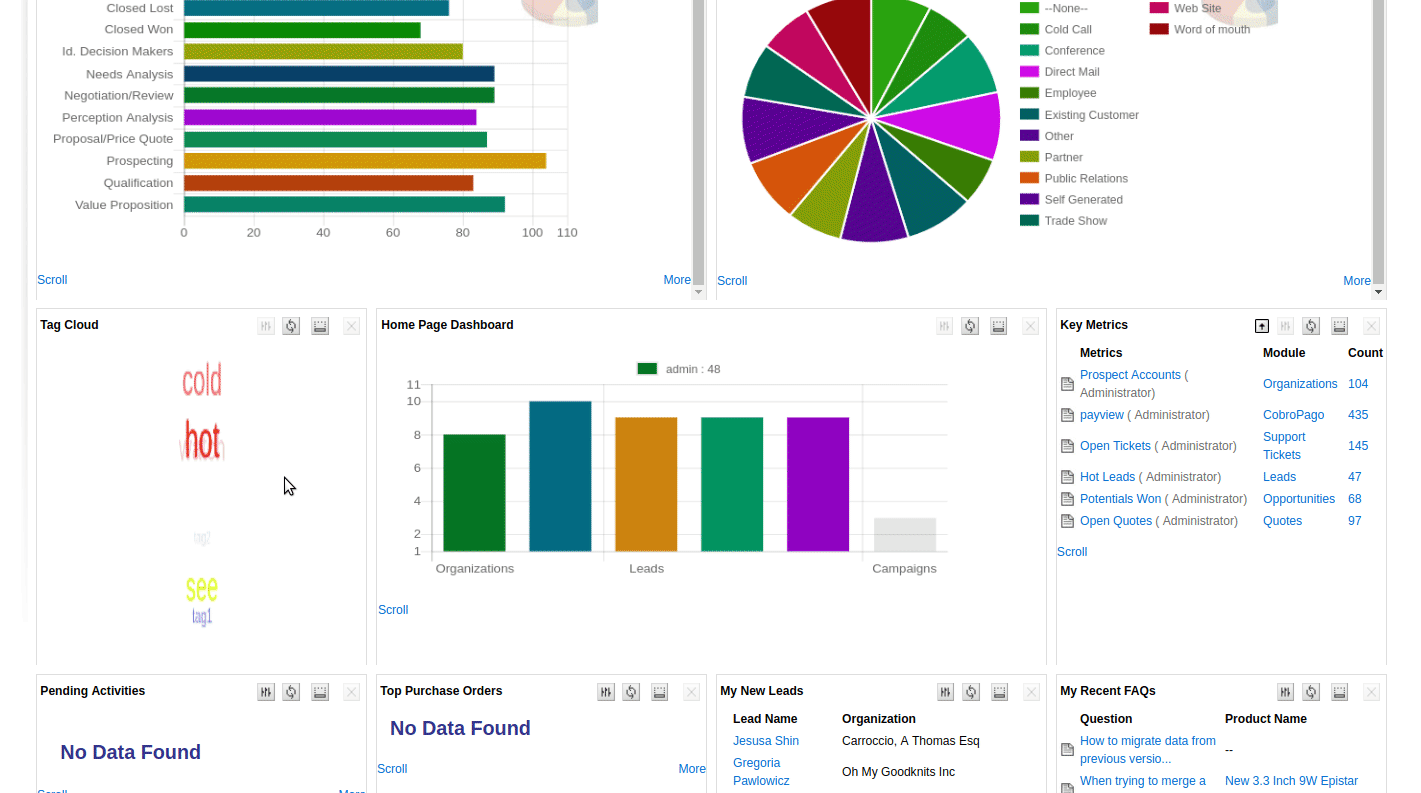 Closed Lost
Closed Won
Id. Decision Makers
Needs Analysis
Negotiation/Review
Perception Analysis
Proposal/Price Quote
Prospecting
Qualification
Value Proposition
0 20 40 60 80 100 110
Scroll More
--None--
Cold Call
Conference
Direct Mail
Employee
Existing Customer
Other
Partner
Public Relations
Self Generated
Trade Show
Web Site
Word of mouth
Scroll More
Tag Cloud
cold
hot
tag2
see
tag1
Home Page Dashboard
admin : 48
11
10
8
6
4
2
1
Organizations Leads Campaigns
Scroll
Key Metrics
Metrics Module Count
Prospect Accounts ( Organizations 104
Administrator)
payview ( Administrator) CobroPago 435
Open Tickets ( Administrator) Support Tickets 145
Hot Leads ( Administrator) Leads 47
Potentials Won ( Administrator) Opportunities 68
Open Quotes ( Administrator) Quotes 97
Scroll
Pending Activities
No Data Found
Scroll More
Top Purchase Orders
No Data Found
Scroll More
My New Leads
Lead Name Organization
Jesusa Shin Carroccio, A Thomas Esq
Gregoria Pawlowicz Oh My Goodknits Inc
My Recent FAQs
Question Product Name
How to migrate data from --
previous versio...
When trying to merge a New 3.3 Inch 9W Epistar